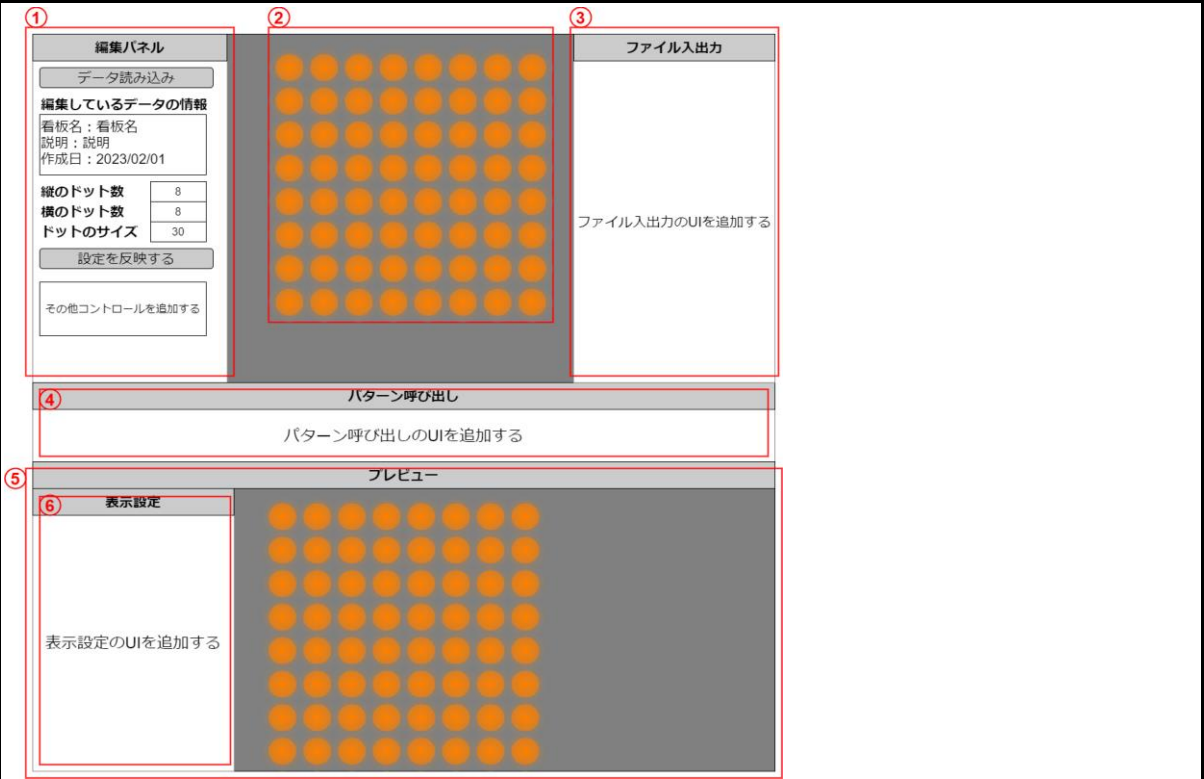 ①
②
③
編集パネル
データ読み込み
編集しているデータの情報
看板名：看板名
説明：説明
作成日：2023/02/01
縦のドット数 8
横のドット数 8
ドットのサイズ 30
設定を反映する
その他コントロールを追加する
ファイル入出力
ファイル入出力のUIを追加する
④
パターン呼び出し
パターン呼び出しのUIを追加する
⑤
プレビュー
⑥
表示設定
表示設定のUIを追加する